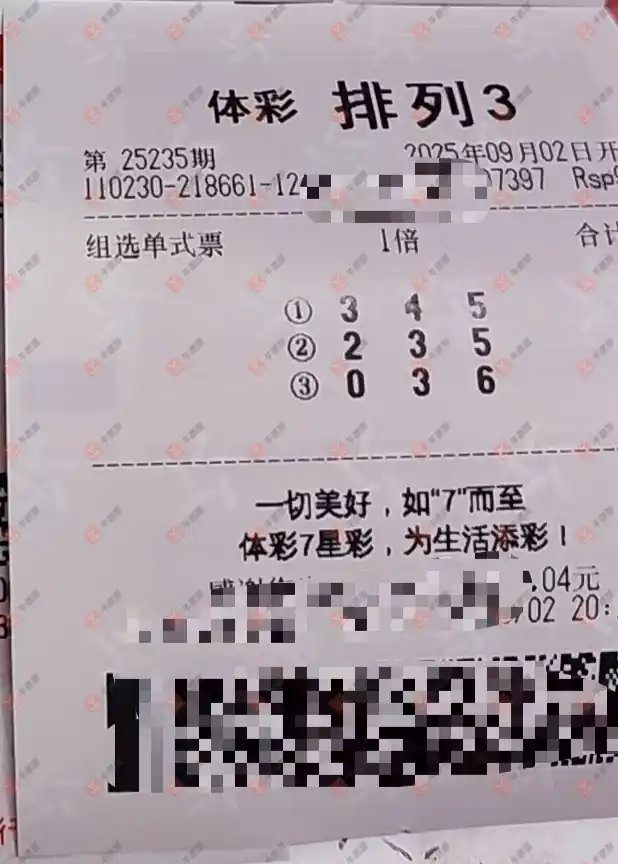 体彩 排列3
第 25235期 2025年09月02日开
110230-218661-12 07397 Rsp
组选单式票 1倍 合计
① 3 4 5
② 2 3 5
③ 0 3 6
一切美好，如"7"而至
体彩7星彩，为生活添彩！
.04元
/02 20: